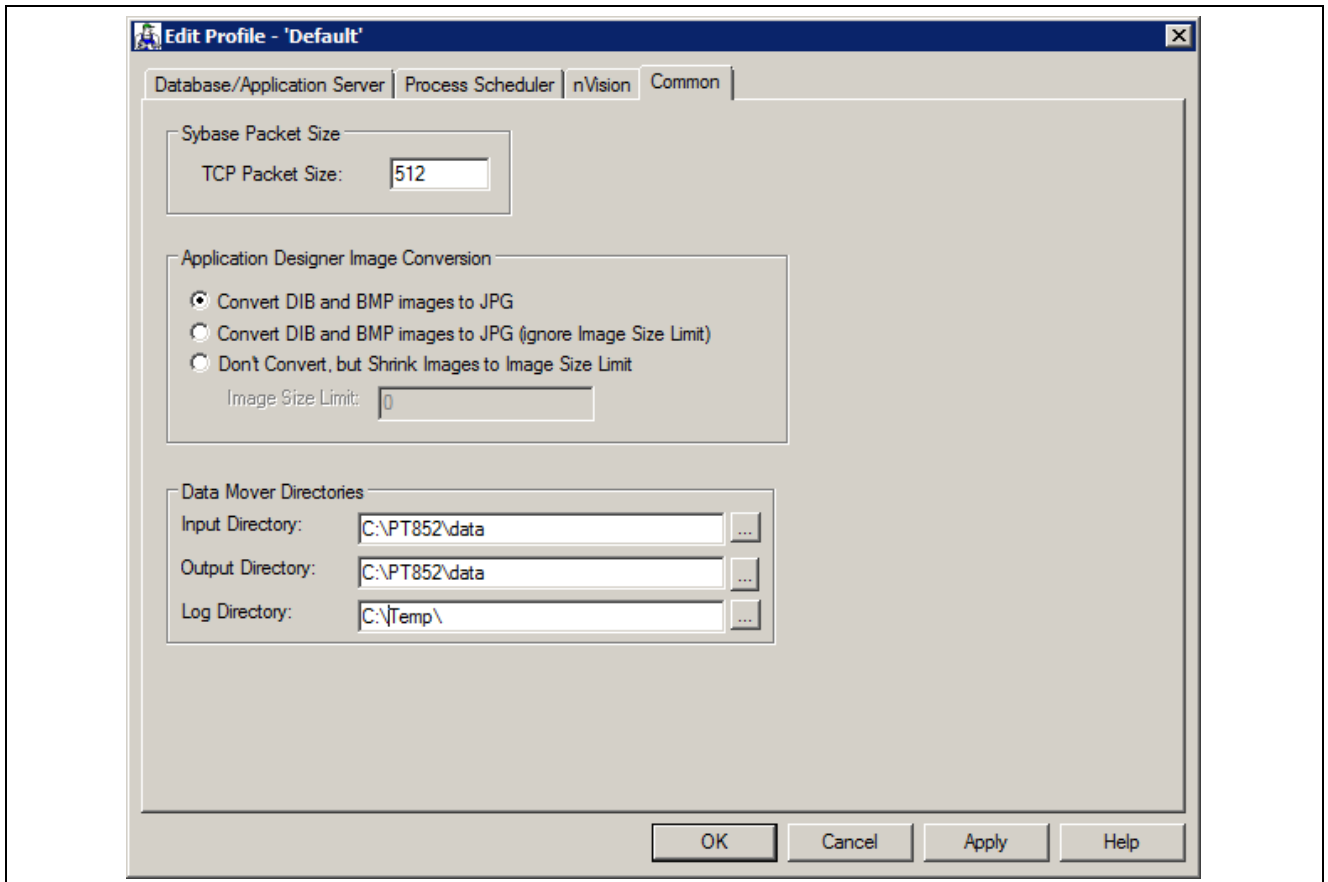 Edit Profile - 'Default'
Database/Application Server Process Scheduler nVision Common
Sybase Packet Size
TCP Packet Size: 512
Application Designer Image Conversion
Convert DIB and BMP images to JPG
Convert DIB and BMP images to JPG (ignore Image Size Limit)
Don't Convert, but Shrink Images to Image Size Limit
Image Size Limit: 0
Data Mover Directories
Input Directory: C:\PT852\data ...
Output Directory: C:\PT852\data ...
Log Directory: C:\Temp\ ...
OK Cancel Apply Help